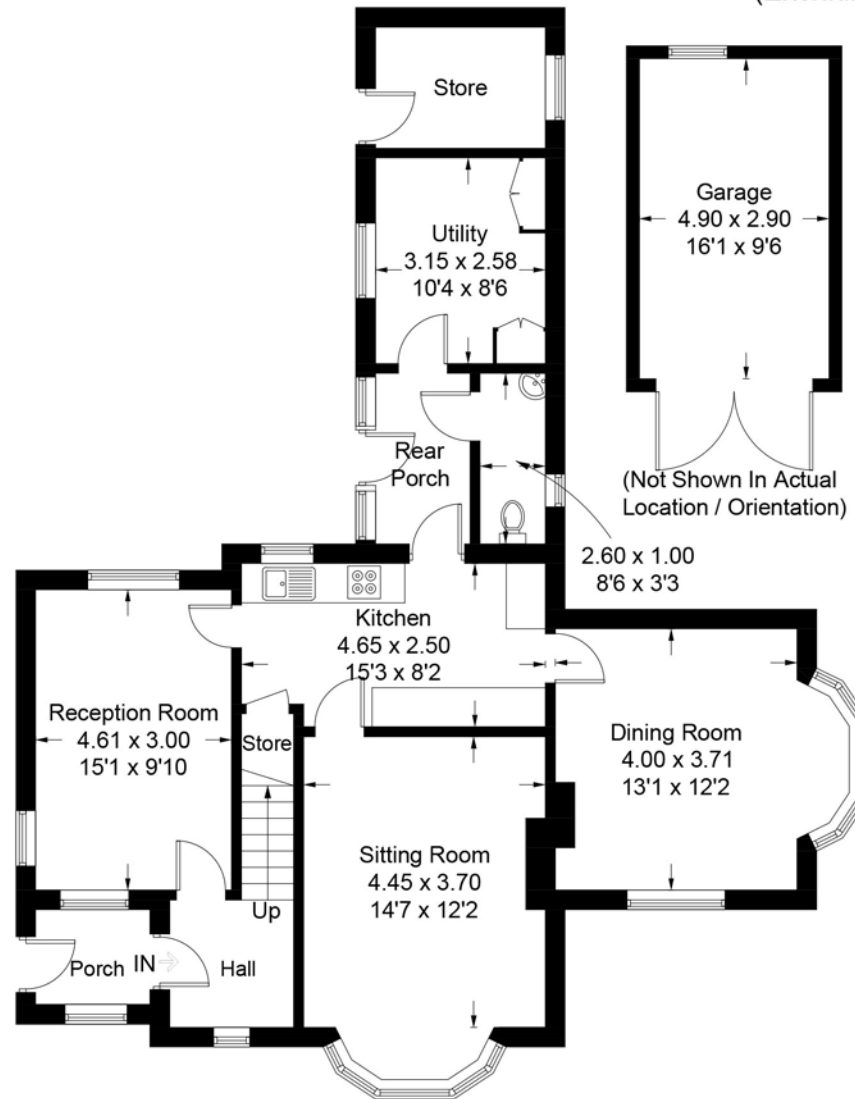 Store
Garage
4.90 x 2.90
16'1 x 9'6
Utility
3.15 x 2.58
10'4 x 8'6
Rear
Porch
(Not Shown In Actual
Location / Orientation)
2.60 x 1.00
8'6 x 3'3
Kitchen
4.65 x 2.50
15'3 x 8'2
Reception Room
4.61 x 3.00
15'1 x 9'10
Store
Dining Room
4.00 x 3.71
13'1 x 12'2
Sitting Room
4.45 x 3.70
14'7 x 12'2
Up
Porch
IN
Hall